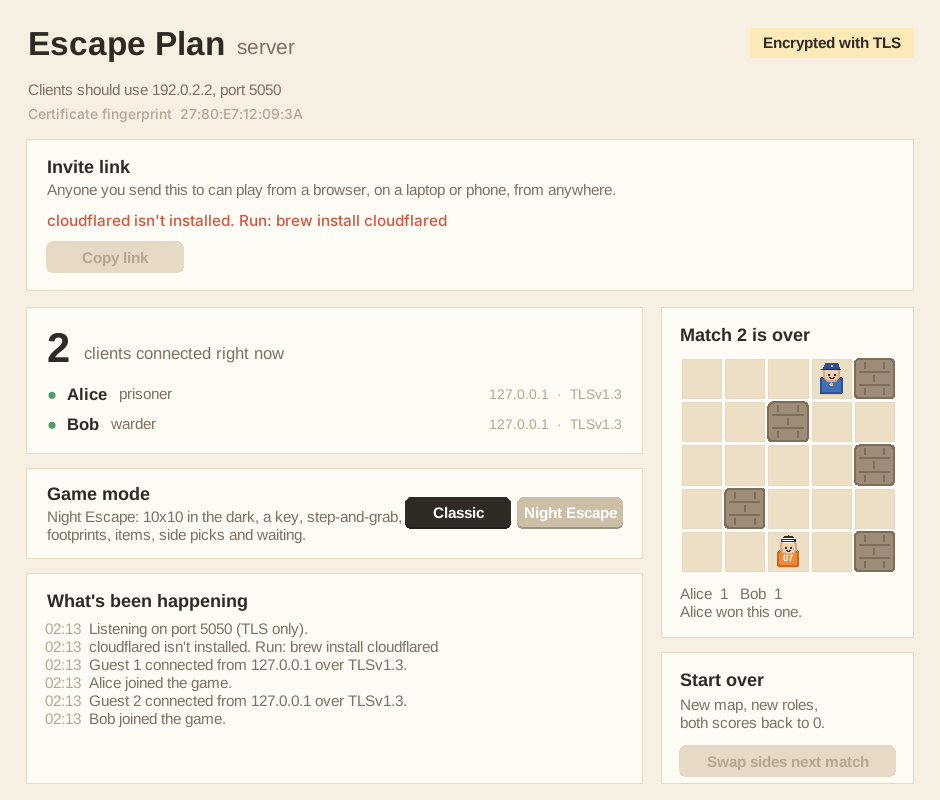 Escape Plan server
Encrypted with TLS
Clients should use 192.0.2.2, port 5050
Certificate fingerprint 27:80:E7:12:09:3A
Invite link
Anyone you send this to can play from a browser, on a laptop or phone, from anywhere.
cloudflared isn't installed. Run: brew install cloudflared
Copy link
2 clients connected right now
● Alice prisoner 127.0.0.1 · TLSv1.3
● Bob warder 127.0.0.1 · TLSv1.3
Game mode
Night Escape: 10x10 in the dark, a key, step-and-grab,
footprints, items, side picks and waiting.
Classic
Night Escape
What's been happening
02:13 Listening on port 5050 (TLS only).
02:13 cloudflared isn't installed. Run: brew install cloudflared
02:13 Guest 1 connected from 127.0.0.1 over TLSv1.3.
02:13 Alice joined the game.
02:13 Guest 2 connected from 127.0.0.1 over TLSv1.3.
02:13 Bob joined the game.
Match 2 is over
07
Alice 1 Bob 1
Alice won this one.
Start over
New map, new roles,
both scores back to 0.
Swap sides next match